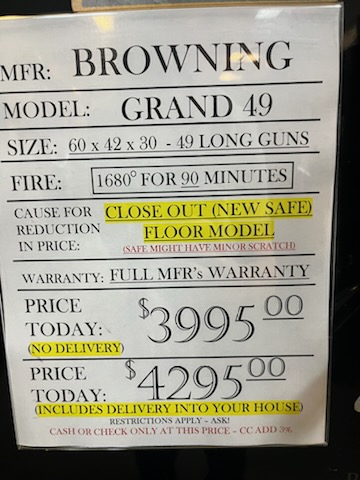 MFR: BROWNING
MODEL: GRAND 49
SIZE: 60 x 42 x 30 - 49 LONG GUNS
FIRE: 1680° FOR 90 MINUTES
CAUSE FOR REDUCTION IN PRICE: CLOSE OUT (NEW SAFE)
FLOOR MODEL
(SAFE MIGHT HAVE MINOR SCRATCH)
WARRANTY: FULL MFR's WARRANTY
PRICE TODAY: $3995.00
(NO DELIVERY)
PRICE TODAY: $4295.00
(INCLUDES DELIVERY INTO YOUR HOUSE)
RESTRICTIONS APPLY - ASK!
CASH OR CHECK ONLY AT THIS PRICE - CC ADD 3%